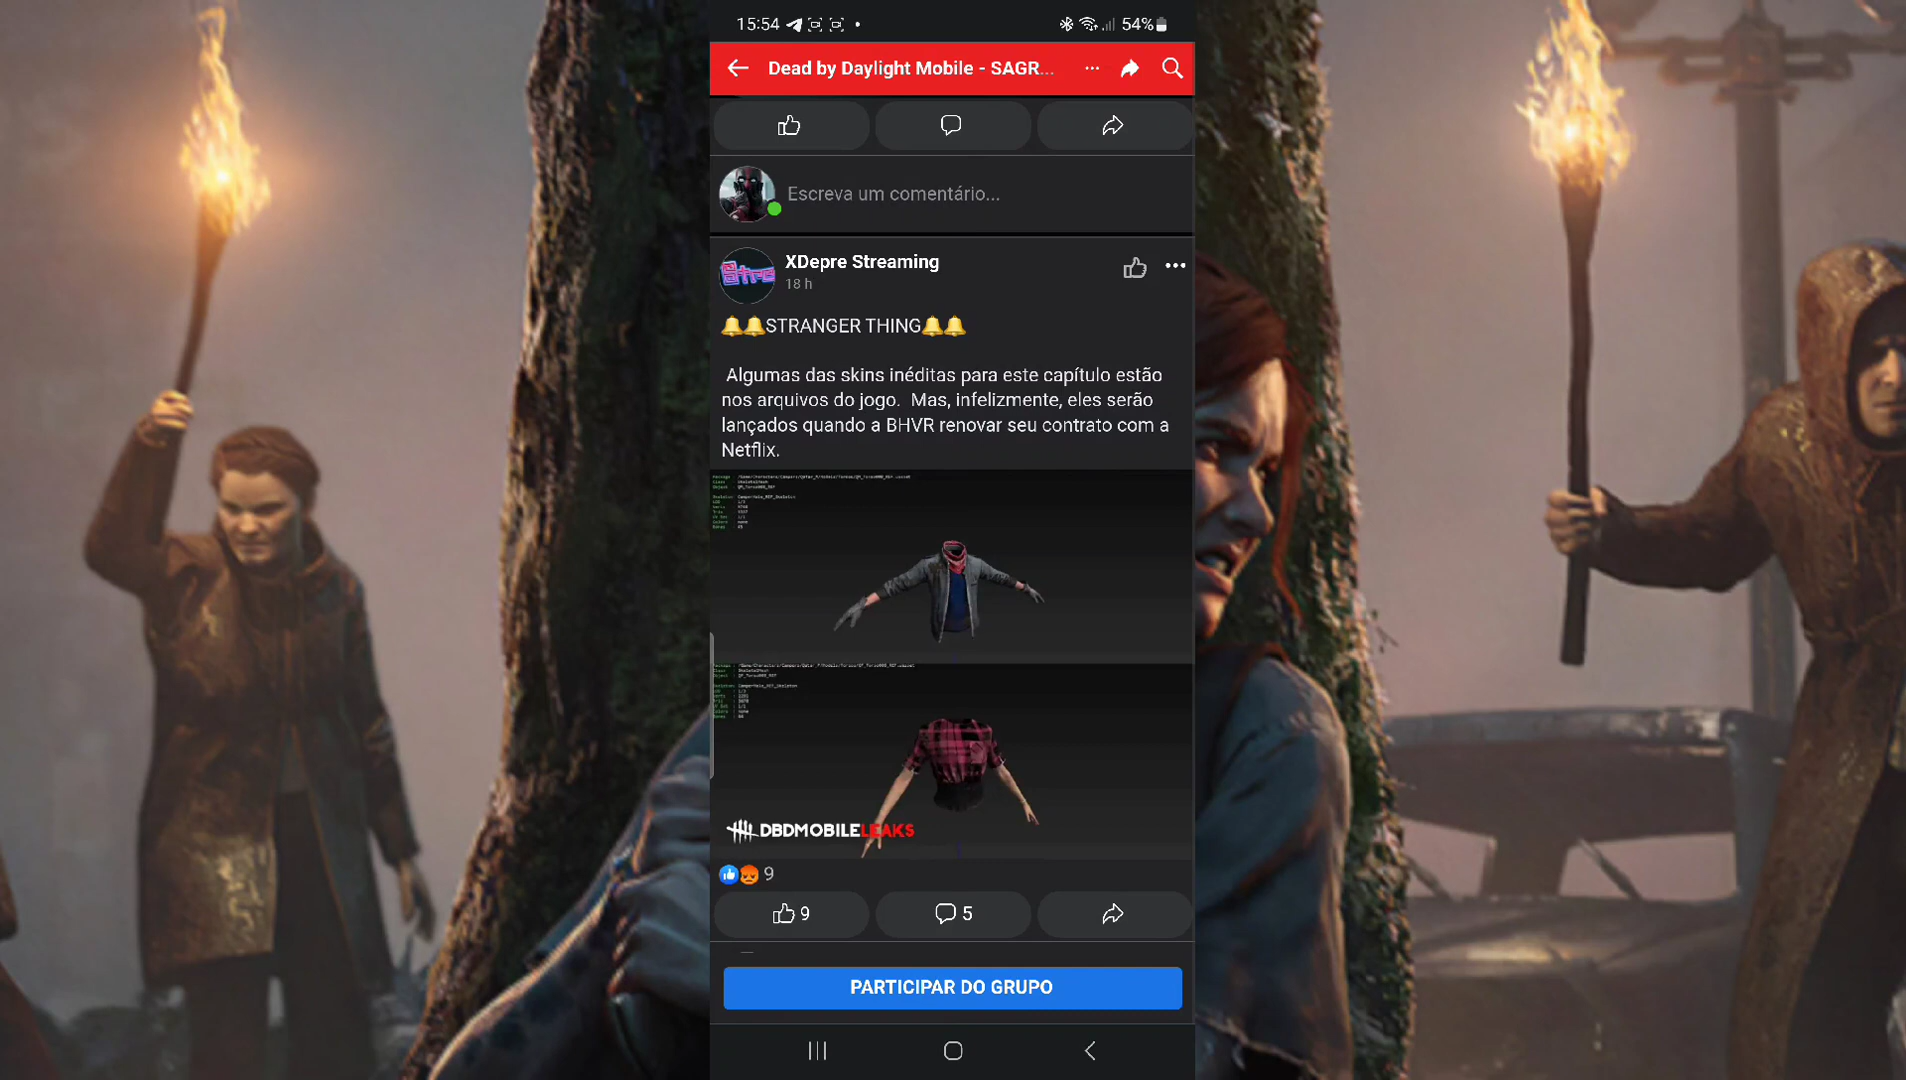 15:54 54%
Dead by Daylight Mobile - SAGR...
Escreva um comentário...
XDepre Streaming
18 h
🔔🔔STRANGER THING🔔🔔
Algumas das skins inéditas para este capítulo estão
nos arquivos do jogo. Mas, infelizmente, eles serão
lançados quando a BHVR renovar seu contrato com a
Netflix.
DBDMOBILELEAKS
9
9 5
PARTICIPAR DO GRUPO